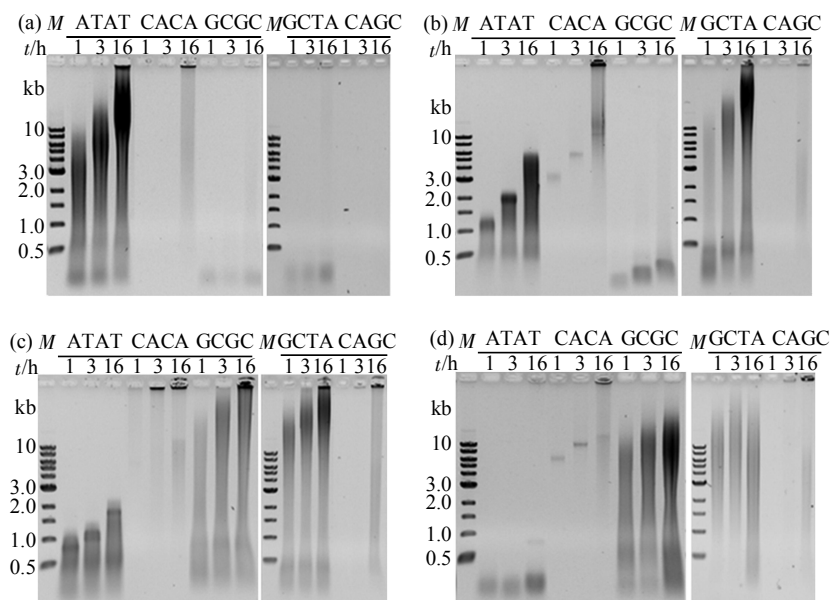 (a) M ATAT CACA GCGC M GCTA CAGC
t/h 1 3 16 1 3 16 1 3 16 1 3 16 1 3 16
kb
10
3.0
2.0
1.0
0.5
(b) M ATAT CACA GCGC M GCTA CAGC
t/h 1 3 16 1 3 16 1 3 16 1 3 16 1 3 16
kb
10
3.0
2.0
1.0
0.5
(c) M ATAT CACA GCGC M GCTA CAGC
t/h 1 3 16 1 3 16 1 3 16 1 3 16 1 3 16
kb
10
3.0
2.0
1.0
0.5
(d) M ATAT CACA GCGC M GCTA CAGC
t/h 1 3 16 1 3 16 1 3 16 1 3 16 1 3 16
kb
10
3.0
2.0
1.0
0.5